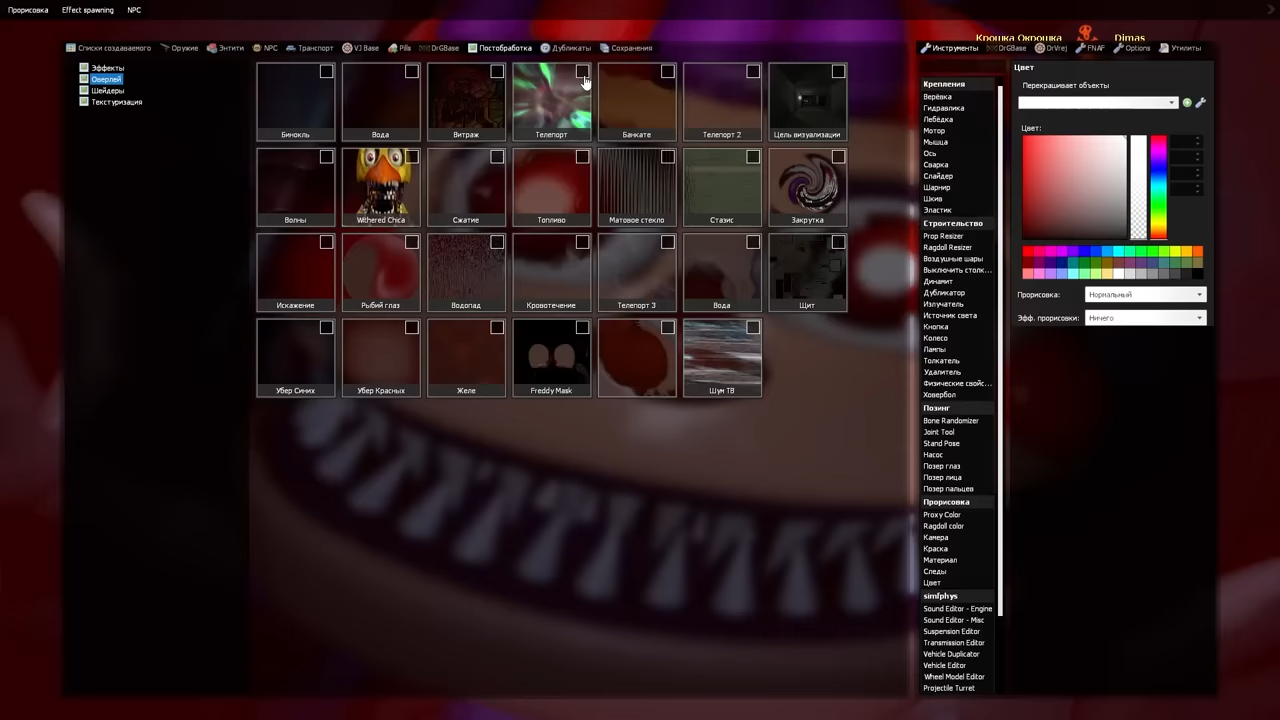 Прорисовка Effect spawning NPC
Крошка Окрошка Dimas
Списки создаваемого Оружие Энтити NPC Транспорт VJ Base Pills DrGBase Постобработка Дубликаты Сохранения
Инструменты DrGBase DrVrej FNAF Options Утилиты
Эффекты
Оверлей
Шейдеры
Текстуризация
Бинокль Вода Витраж Телепорт Банкате Телепорт 2 Цель визуализации
Волны Withered Chica Сжатие Топливо Матовое стекло Стазис Закрутка
Искажение Рыбий глаз Водопад Кровотечение Телепорт 3 Вода Щит
Убер Синих Убер Красных Желе Freddy Mask Шум ТВ
Крепления
Верёвка
Гидравлика
Лебёдка
Мотор
Мышца
Ось
Сварка
Слайдер
Шарнир
Шкив
Эластик
Строительство
Prop Resizer
Ragdoll Resizer
Воздушные шары
Выключить столк...
Динамит
Дубликатор
Излучатель
Источник света
Кнопка
Колесо
Лампы
Толкатель
Удалитель
Физические свойс...
Ховербол
Позинг
Bone Randomizer
Joint Tool
Stand Pose
Насос
Позер глаз
Позер лица
Позер пальцев
Прорисовка
Proxy Color
Ragdoll color
Камера
Краска
Материал
Следы
Цвет
simfphys
Sound Editor - Engine
Sound Editor - Misc
Suspension Editor
Transmission Editor
Vehicle Duplicator
Vehicle Editor
Wheel Model Editor
Projectile Turret
Цвет
Перекрашивает объекты
Цвет:
Прорисовка: Нормальный
Эфф. прорисовки: Ничего